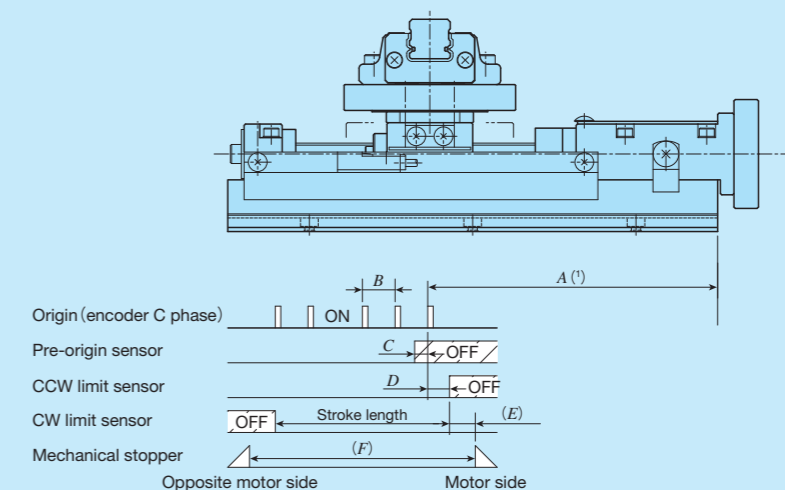 A (1)
B
Origin (encoder C phase)
ON
Pre-origin sensor
C
OFF
CCW limit sensor
D
OFF
CW limit sensor
OFF
Stroke length
(E)
Mechanical stopper
(F)
Opposite motor side
Motor side